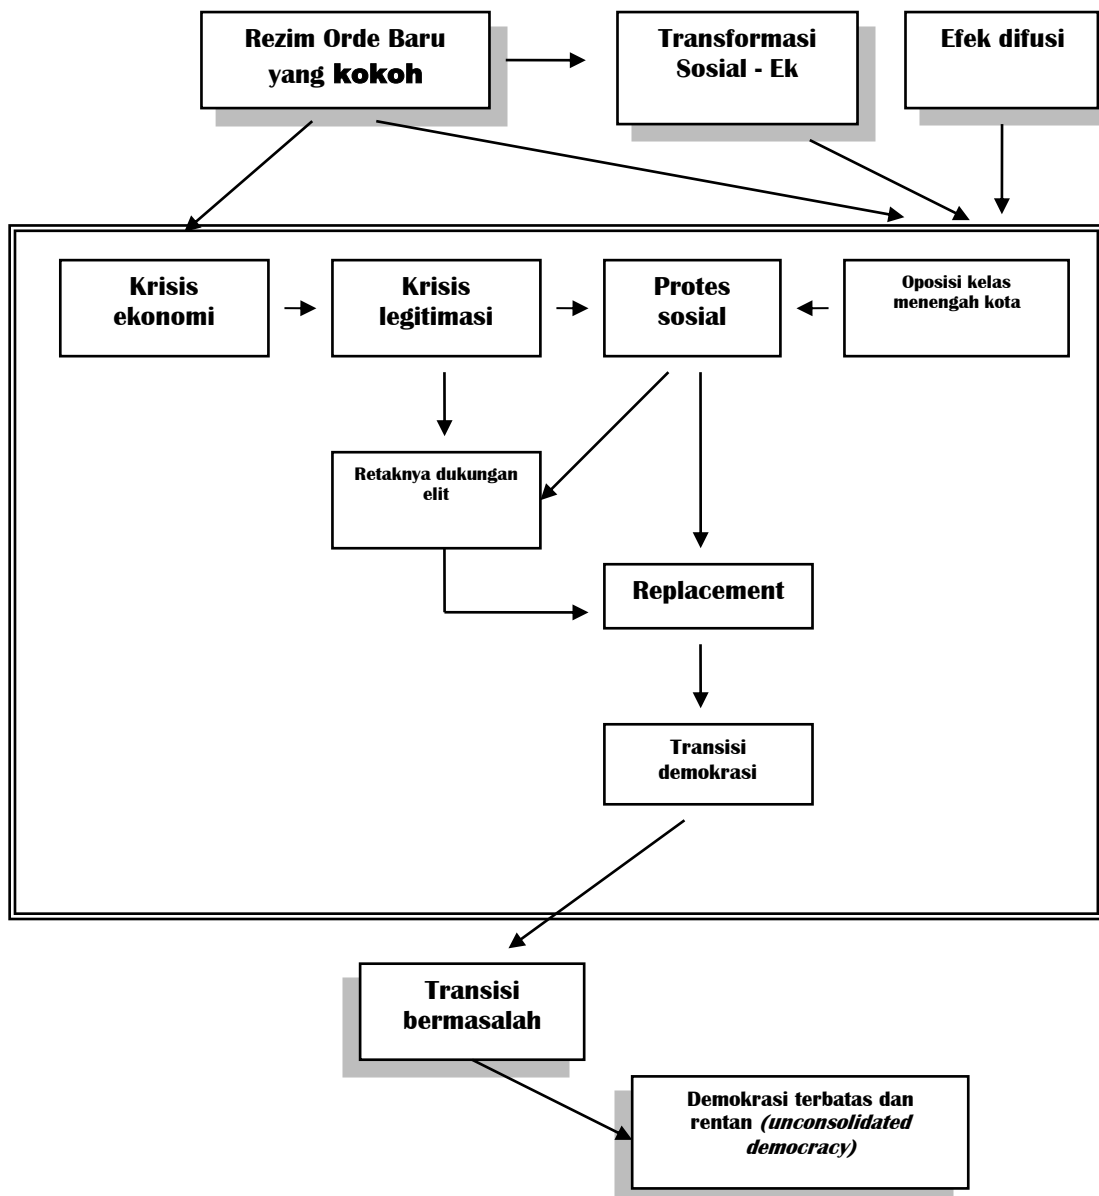 Rezim Orde Baru
yang kokoh
Transformasi
Sosial - Ek
Efek difusi
Krisis
ekonomi
Krisis
legitimasi
Protes
sosial
Oposisi kelas
menengah kota
Retaknya dukungan
elit
Replacement
Transisi
demokrasi
Transisi
bermasalah
Demokrasi terbatas dan
rentan (unconsolidated
democracy)